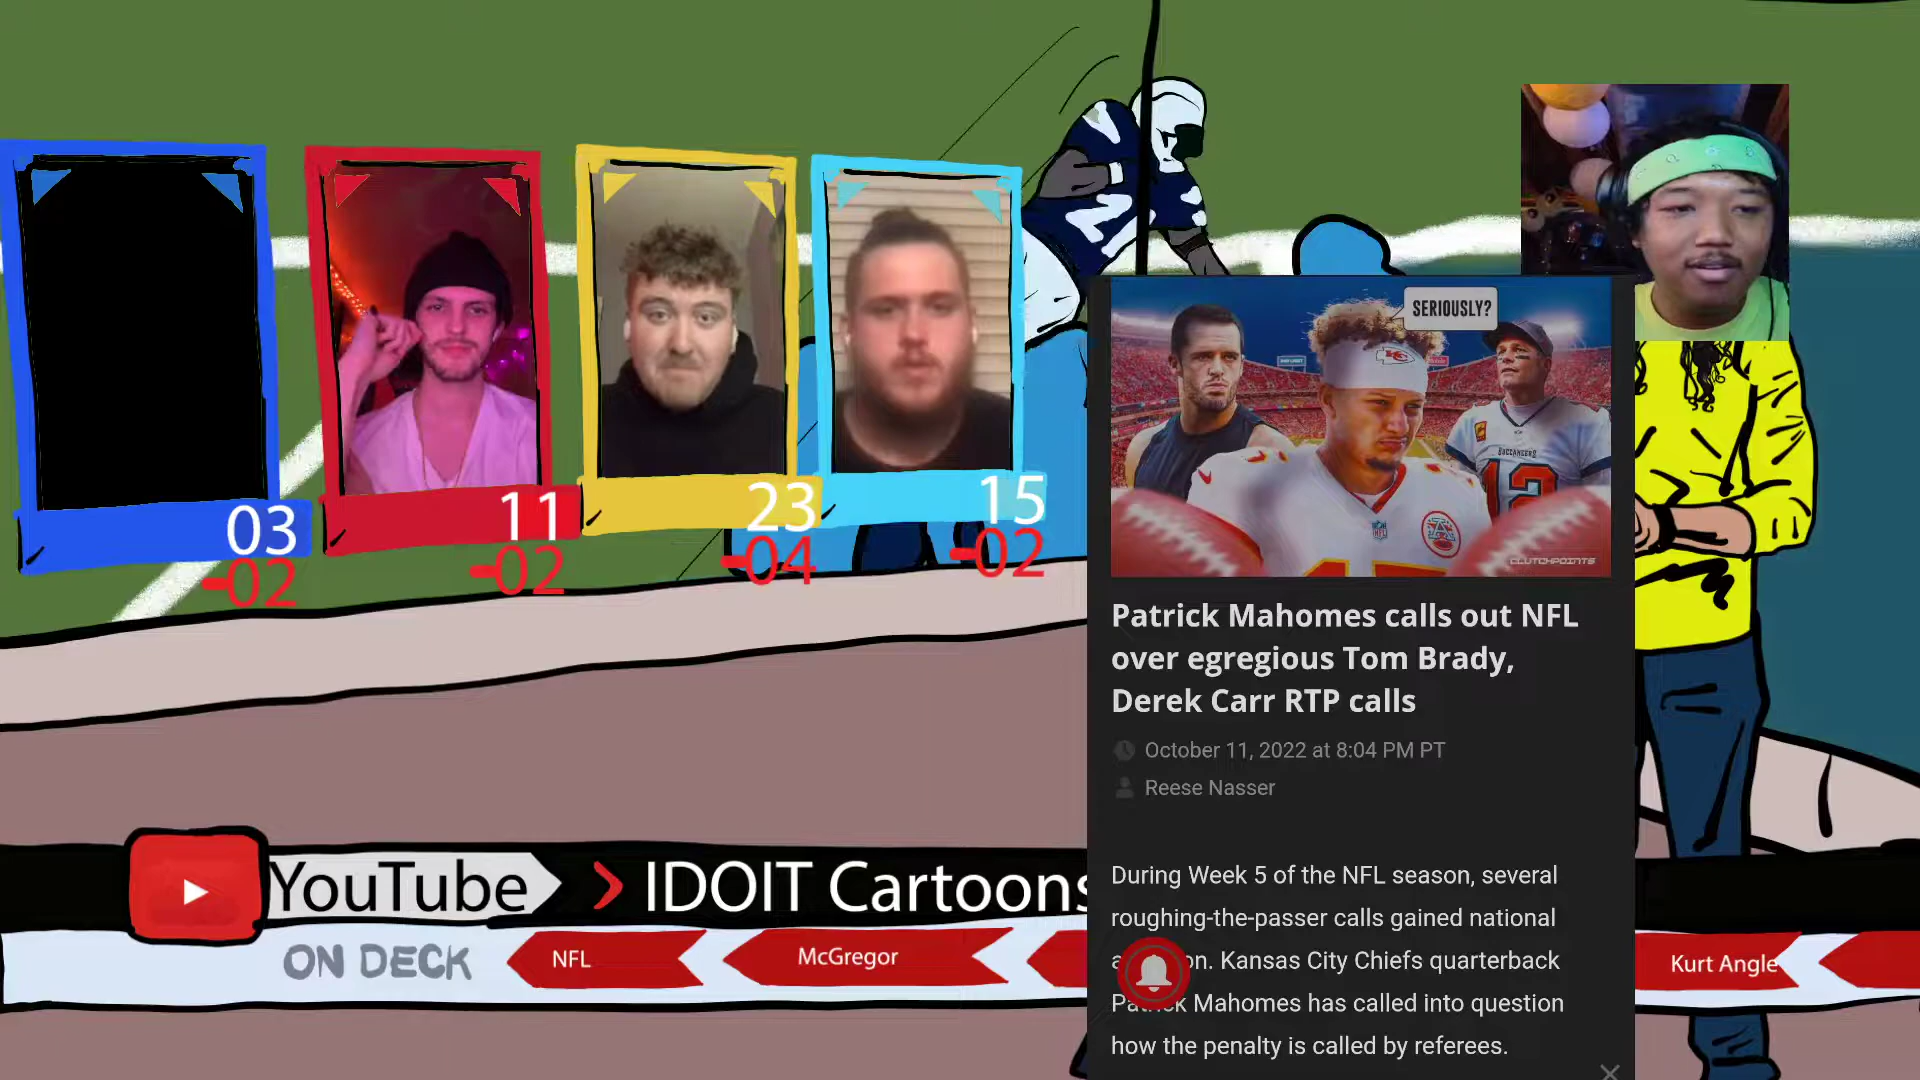 03
-02
11
-02
23
-04
15
-02
SERIOUSLY?
BUCCANEERS
12
CLUTCHPOINTS
Patrick Mahomes calls out NFL
over egregious Tom Brady,
Derek Carr RTP calls
October 11, 2022 at 8:04 PM PT
Reese Nasser
During Week 5 of the NFL season, several
roughing-the-passer calls gained national
Kansas City Chiefs quarterback
Mahomes has called into question
how the penalty is called by referees.
YouTube
IDOIT Cartoons
ON DECK
NFL
McGregor
Kurt Angle